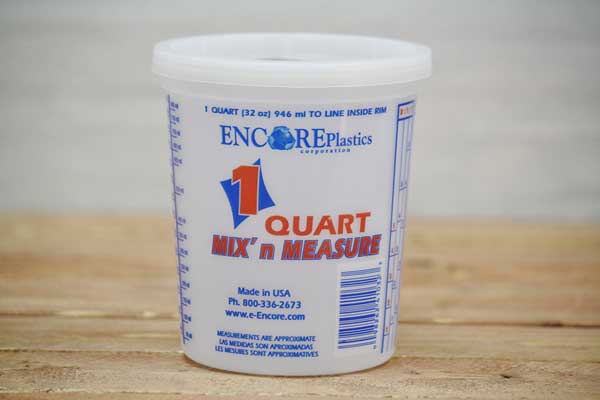 1 QUART (32 oz) 946 ml TO LINE INSIDE RIM
ENCOREPlastics
corporation
1
QUART
MIX' n MEASURE
Made in USA
Ph. 800-336-2673
www.e-Encore.com
MEASUREMENTS ARE APPROXIMATE
LAS MEDIDAS SON APROXIMADAS
LES MESURES SONT APPROXIMATIVES